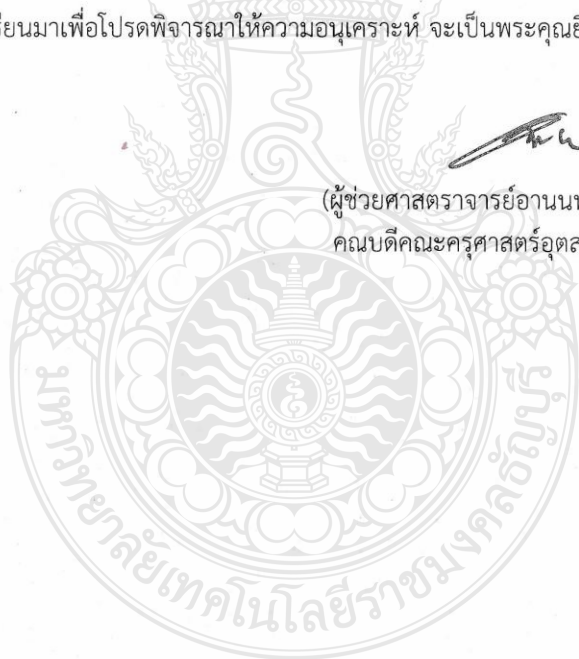 รียนมาเพื่อโปรดพิจารณาให้ความอนุเคราะห์ จะเป็นพระคุณยิ
(ผู้ช่วยศาสตราจารย์อานนท
คณบดีคณะครุศาสตร์อุตส
มหาวิทยาลัยเทคโนโลยีราชมงคลธัญบุรี